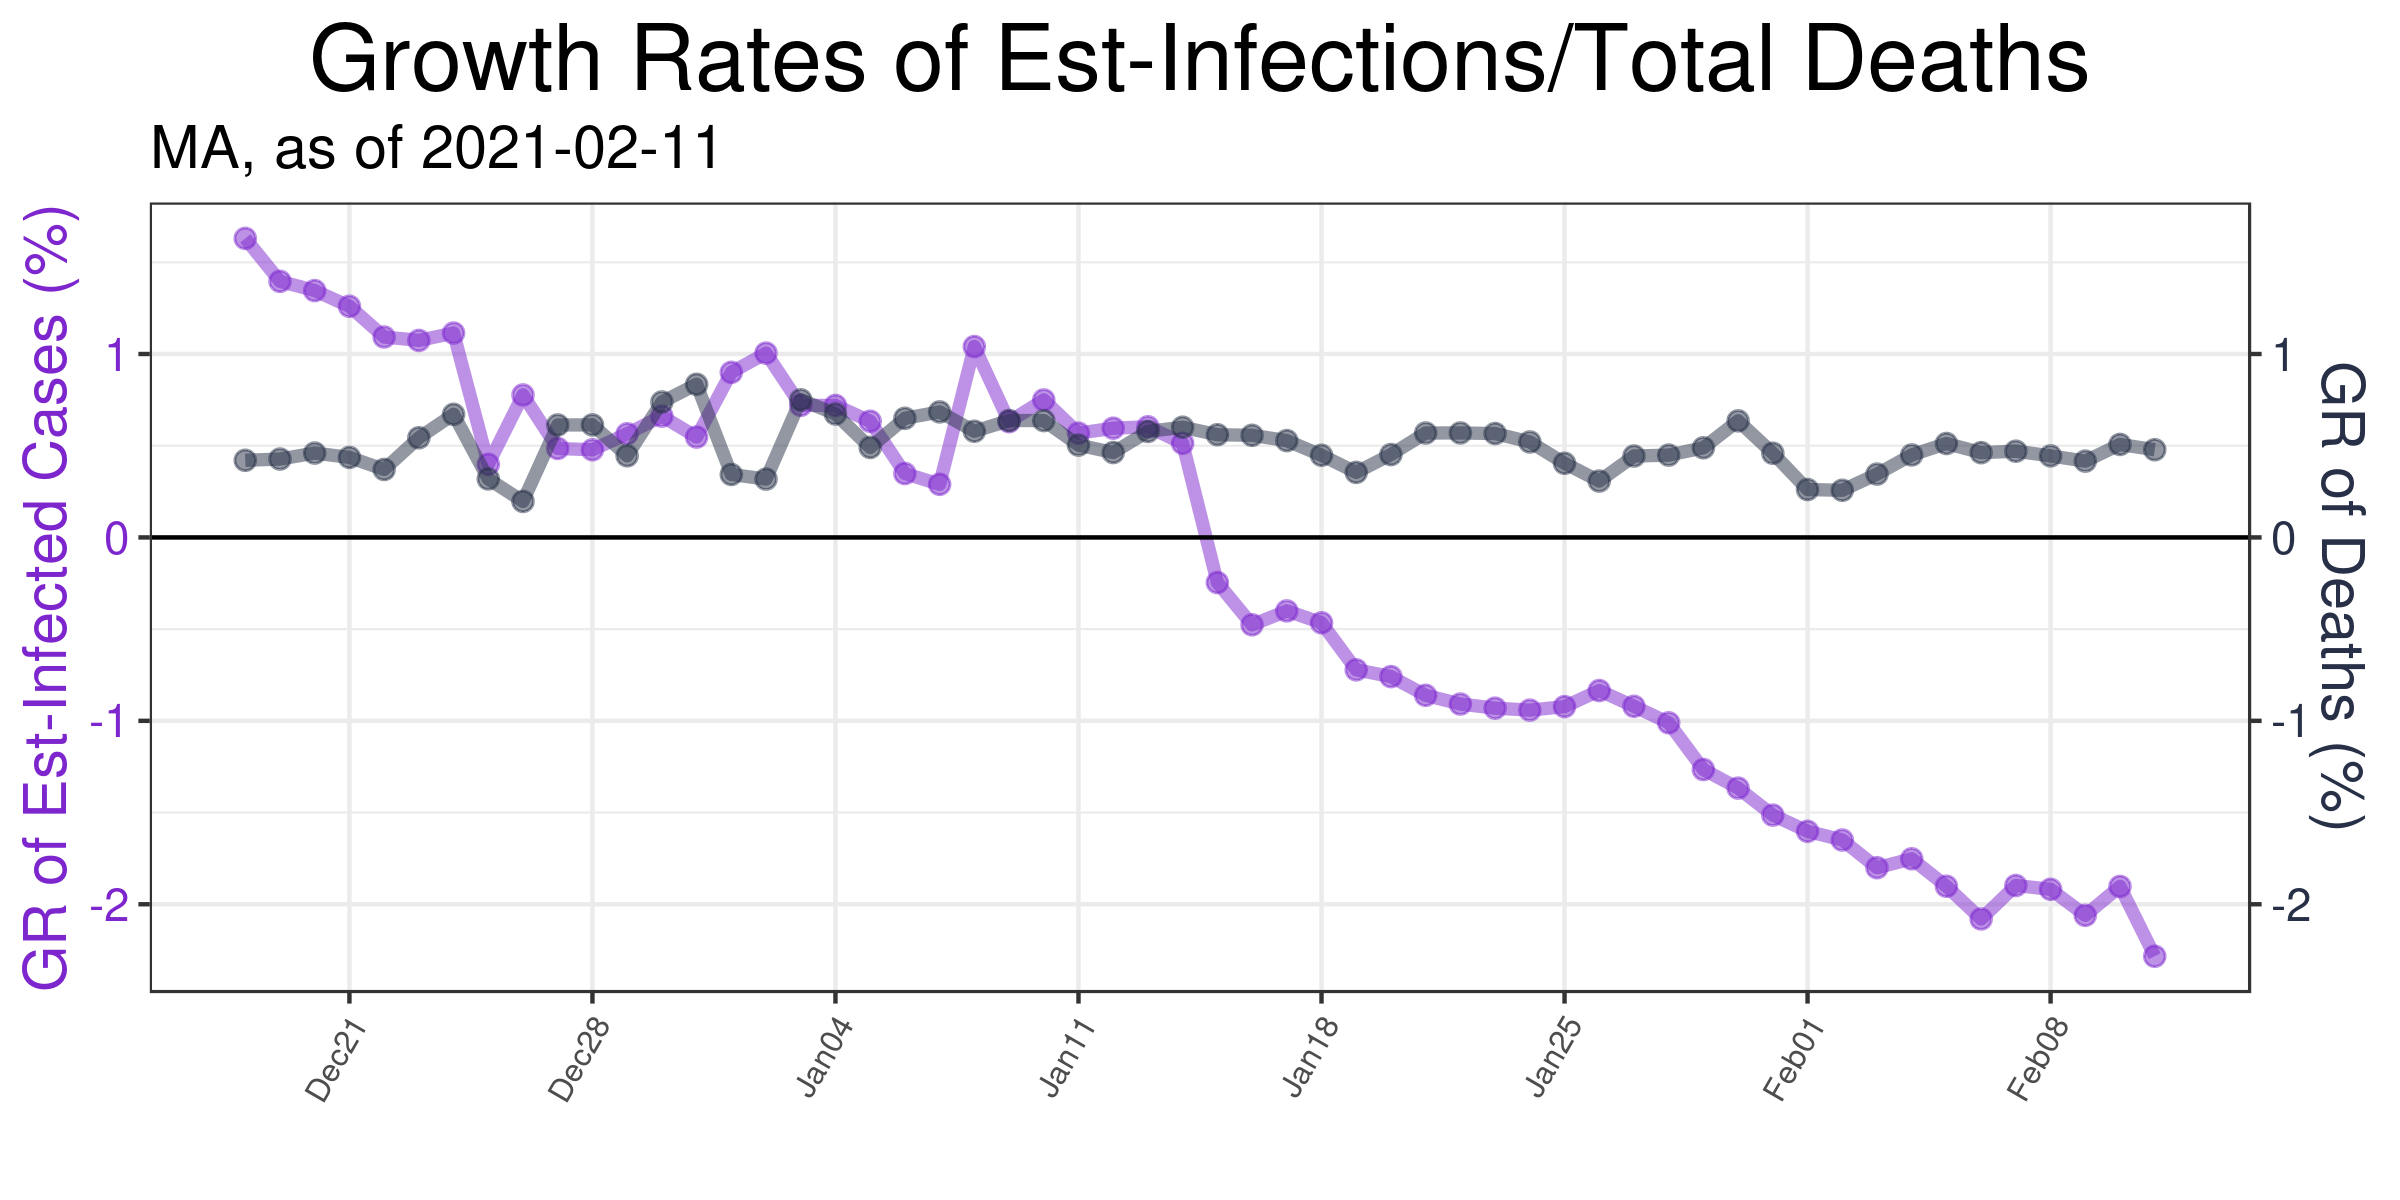 Growth Rates of Est-Infections/Total Deaths
MA, as of 2021-02-11
GR of Est-Infected Cases (%)
1
0
-1
-2
1
0
-1
-2
GR of Deaths (%)
Dec21
Dec28
Jan04
Jan11
Jan18
Jan25
Feb01
Feb08